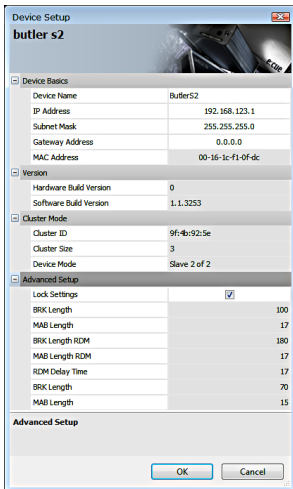 Device Setup
butler s2
e:cue
Device Basics
Device Name ButlerS2
IP Address 192.168.123.1
Subnet Mask 255.255.255.0
Gateway Address 0.0.0.0
MAC Address 00-16-1c-f1-0f-dc
Version
Hardware Build Version 0
Software Build Version 1.1.3253
Cluster Mode
Cluster ID 9f:4b:92:5e
Cluster Size 3
Device Mode Slave 2 of 2
Advanced Setup
Lock Settings
BRK Length 100
MAB Length 17
BRK Length RDM 180
MAB Length RDM 17
RDM Delay Time 17
BRK Length 70
MAB Length 15
Advanced Setup
OK Cancel